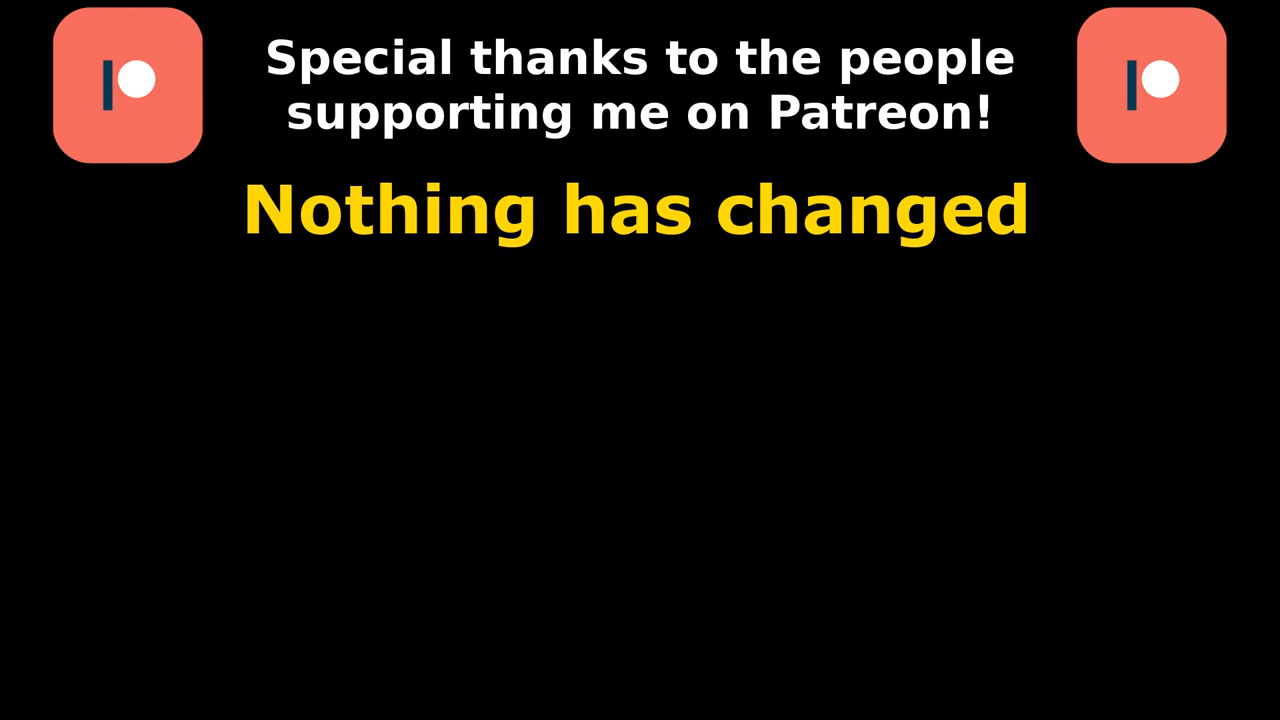 Special thanks to the people
supporting me on Patreon!
Nothing has changed